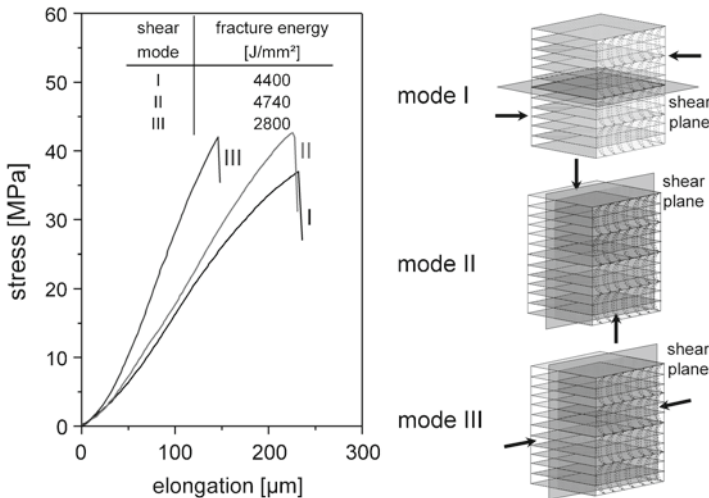 60
50
40
30
20
10
0
stress [MPa]
0 100 200 300
elongation [µm]
shear mode fracture energy [J/mm²]
I 4400
II 4740
III 2800
III
II
I
mode I
shear
plane
mode II
shear
plane
mode III
shear
plane